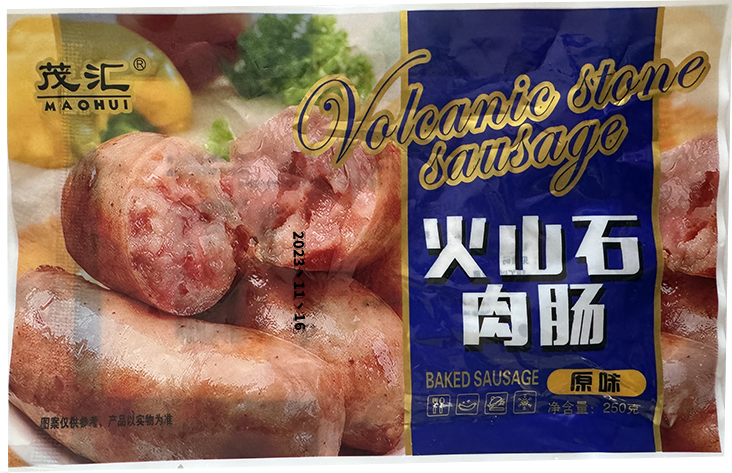 茂汇®
MAOHUI
Volcanic stone
sausage
火山石
肉肠
2023、11、16
BAKED SAUSAGE
原味
净含量：250克
图案仅供参考、产品以实物为准